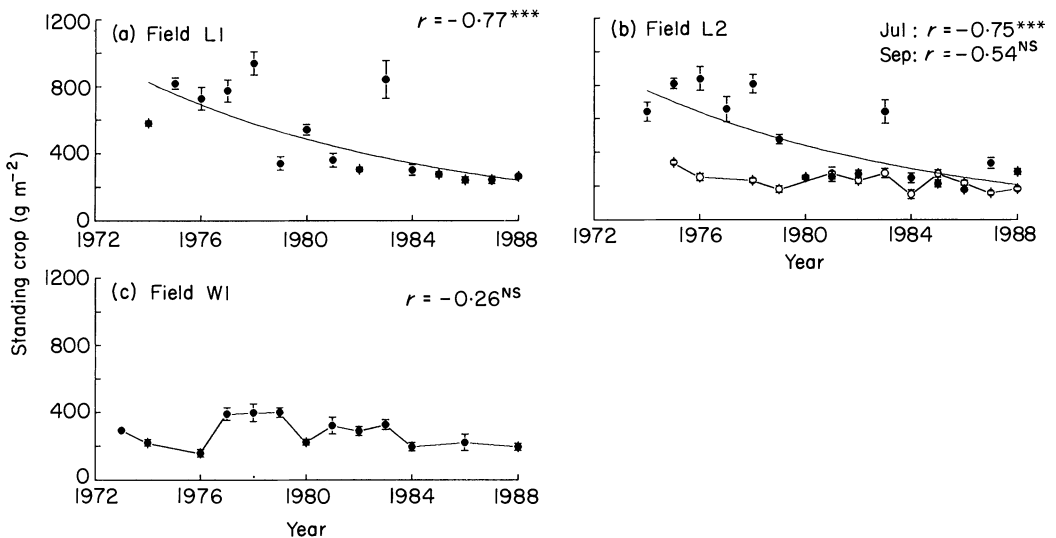 (a) Field L1
r = -0·77***
1200
800
400
0
1972
1976
1980
1984
1988
(b) Field L2
Jul : r = -0·75***
Sep: r = -0·54NS
1972
1976
1980
1984
1988
Year
Standing crop (g m-2)
(c) Field W1
r = -0·26NS
1200
800
400
0
1972
1976
1980
1984
1988
Year